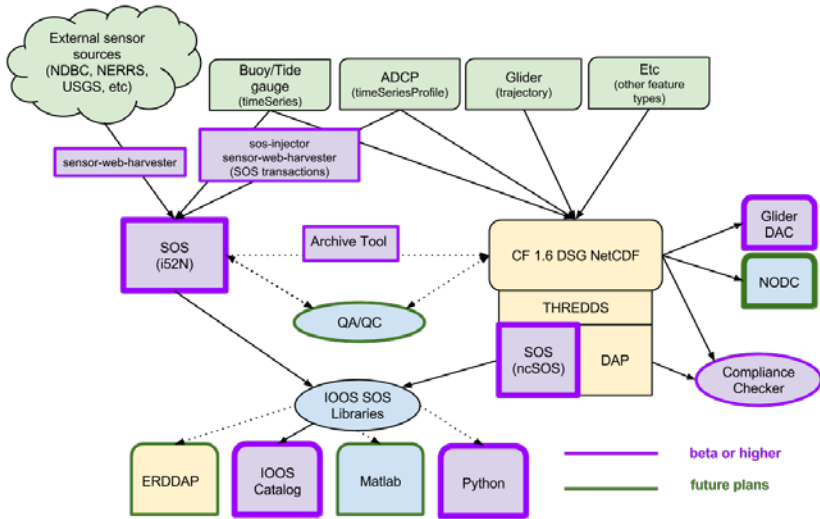 External sensor
sources
(NDBC, NERRS,
USGS, etc)
Buoy/Tide
gauge
(timeSeries)
ADCP
(timeSeriesProfile)
Glider
(trajectory)
Etc
(other feature
types)
sensor-web-harvester
sos-injector
sensor-web-harvester
(SOS transactions)
SOS
(i52N)
Archive Tool
CF 1.6 DSG NetCDF
Glider
DAC
NODC
QA/QC
THREDDS
SOS
(ncSOS)
DAP
Compliance
Checker
IOOS SOS
Libraries
ERDDAP
IOOS
Catalog
Matlab
Python
beta or higher
future plans